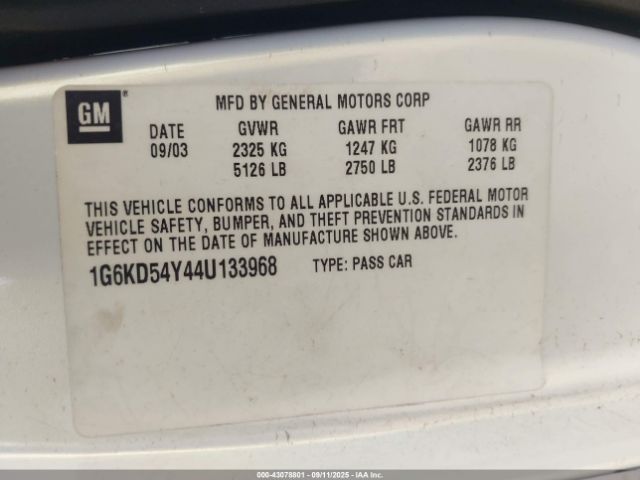 GM®
MFD BY GENERAL MOTORS CORP
DATE GVWR GAWR FRT GAWR RR
09/03 2325 KG 1247 KG 1078 KG
5126 LB 2750 LB 2376 LB
THIS VEHICLE CONFORMS TO ALL APPLICABLE U.S. FEDERAL MOTOR
VEHICLE SAFETY, BUMPER, AND THEFT PREVENTION STANDARDS IN
EFFECT ON THE DATE OF MANUFACTURE SHOWN ABOVE.
1G6KD54Y44U133968 TYPE: PASS CAR
000-43078801 - 09/11/2025 - IAA Inc.